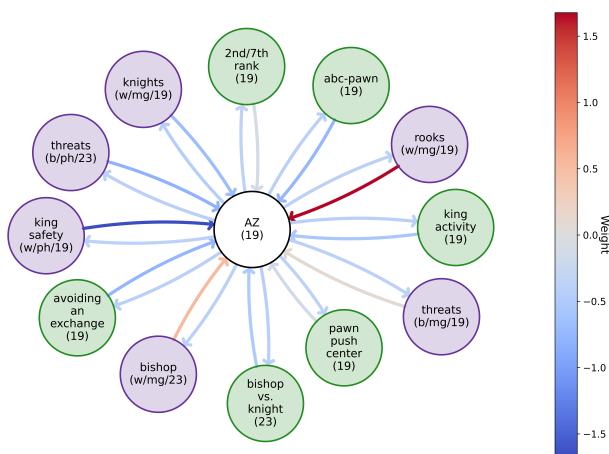 2nd/7th
rank
(19)
abc-pawn
(19)
knights
(w/mg/19)
rooks
(w/mg/19)
threats
(b/ph/23)
king
safety
(w/ph/19)
AZ
(19)
king
activity
(19)
avoiding
an
exchange
(19)
threats
(b/mg/19)
pawn
push
center
(19)
bishop
(w/mg/23)
bishop
vs.
knight
(23)
1.5
1.0
0.5
0.0
−0.5
−1.0
−1.5
Weight